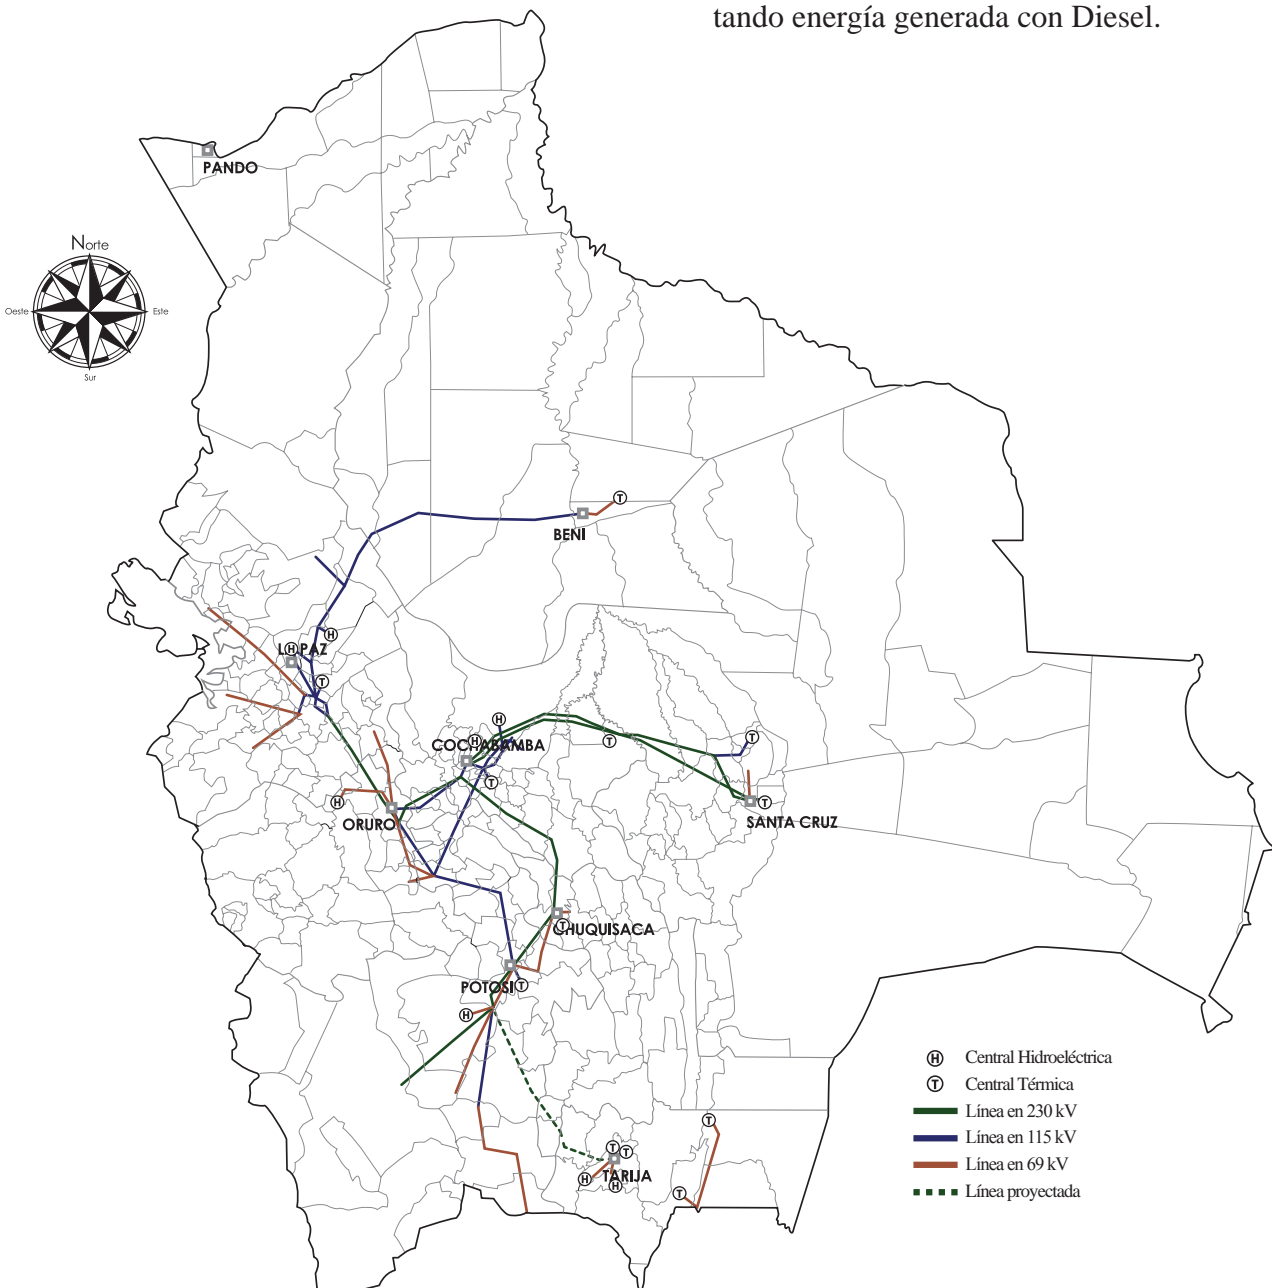 tando energía generada con Diesel.
PANDO
Norte
Oeste
Este
Sur
T
BENI
H
L
H
PAZ
T
H
H
COCHABAMBA
T
T
T
H
ORURO
T
SANTA CRUZ
T
CHUQUISACA
POTOSI
T
H
H Central Hidroeléctrica
T Central Térmica
Línea en 230 kV
Línea en 115 kV
Línea en 69 kV
Línea proyectada
T
T
T
H
TARIJA
H
T